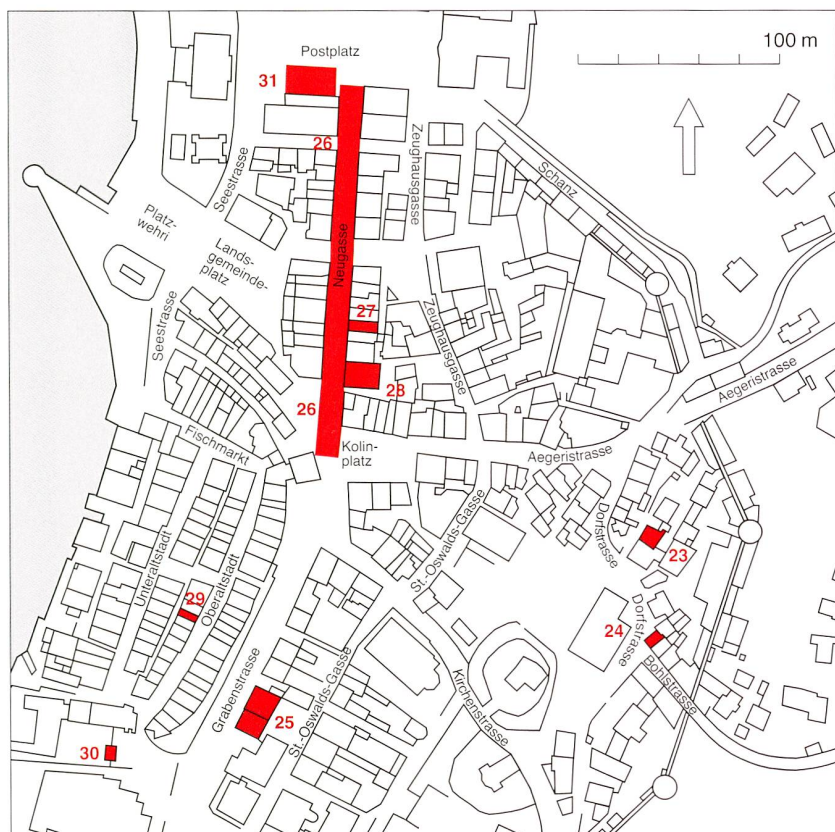 Postplatz
100 m
31
26
Zeughausgasse
Schanz
Seestrasse
Platz-
wehri
Lands-
gemeinde-
platz
Neugasse
27
Zeughausgasse
Seestrasse
28
26
Aegeristrasse
Fischmarkt
Kolin-
platz
Aegeristrasse
St.-Oswalds-Gasse
Dorfstrasse
23
Unteraltstadt
Oberaltstadt
29
Dorfstrasse
24
Bohlstrasse
Grabenstrasse
St.-Oswalds-Gasse
Kirchenstrasse
25
30